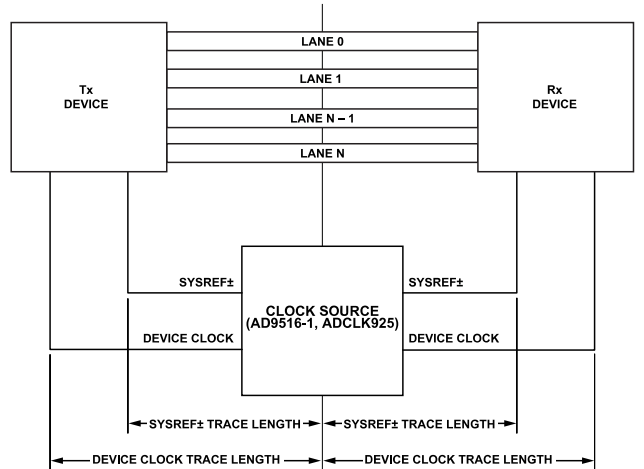 LANE 0
LANE 1
LANE N – 1
LANE N
Tx
DEVICE
Rx
DEVICE
SYSREF±
SYSREF±
CLOCK SOURCE
(AD9516-1, ADCLK925)
DEVICE CLOCK
DEVICE CLOCK
SYSREF± TRACE LENGTH
SYSREF± TRACE LENGTH
DEVICE CLOCK TRACE LENGTH
DEVICE CLOCK TRACE LENGTH